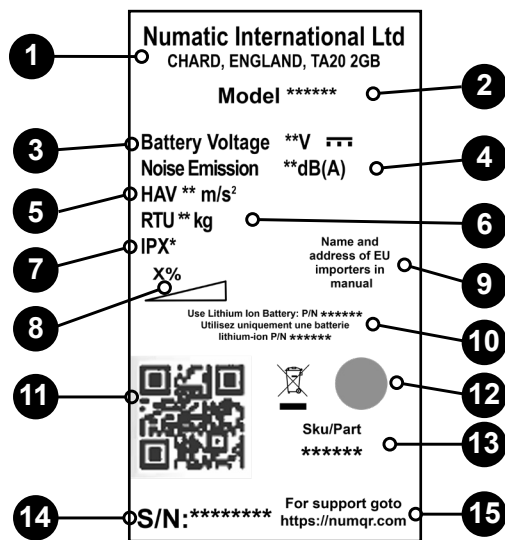 Numatic International Ltd
1
CHARD, ENGLAND, TA20 2GB
Model ******
2
3
Battery Voltage **V
Noise Emission **dB(A)
4
5
HAV ** m/s²
RTU ** kg
6
7
IPX*
Name and
address of EU
importers in
manual
9
X%
8
Use Lithium Ion Battery: P/N ******
Utilisez uniquement une batterie
lithium-ion P/N ******
10
11
12
Sku/Part
******
13
14
S/N:********
For support goto
https://numqr.com
15